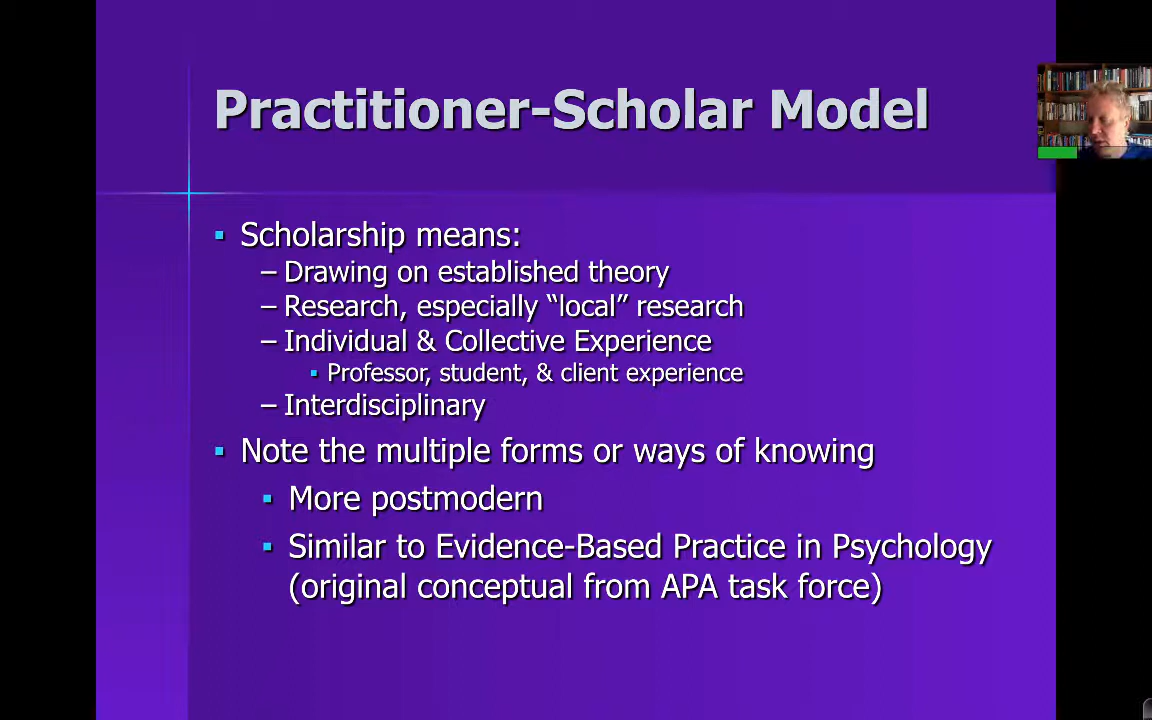 Practitioner-Scholar Model
▪ Scholarship means:
– Drawing on established theory
– Research, especially “local” research
– Individual & Collective Experience
▪ Professor, student, & client experience
– Interdisciplinary
▪ Note the multiple forms or ways of knowing
▪ More postmodern
▪ Similar to Evidence-Based Practice in Psychology
(original conceptual from APA task force)